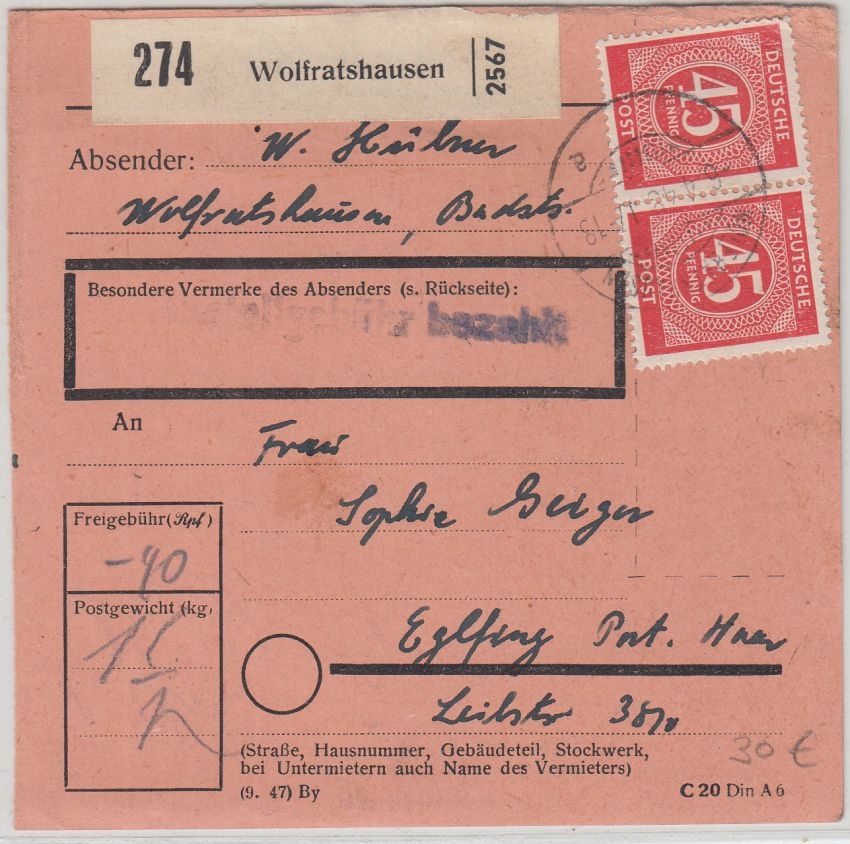 274 Wolfratshausen 2567
DEUTSCHE POST 45 PFENNIG
DEUTSCHE POST 45 PFENNIG
Absender: W. Hübner
Wolfratshausen, Badstr.
Besondere Vermerke des Absenders (s. Rückseite):
bezahlt
An
Frau
Sophie Geiger
Freigebühr (Rpf)
-90
Postgewicht (kg)
15
Eglfing Post. Haar
Leibstr
(Straße, Hausnummer, Gebäudeteil, Stockwerk,
bei Untermietern auch Name des Vermieters)
30 €
(9. 47) By
C 20 Din A 6